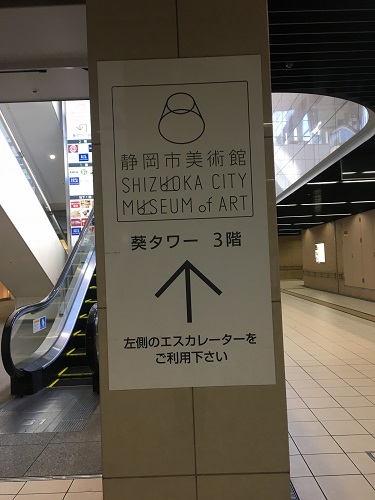 静岡市美術館
SHIZUOKA CITY
MUSEUM of ART
葵タワー 3階
左側のエスカレーターを
ご利用下さい